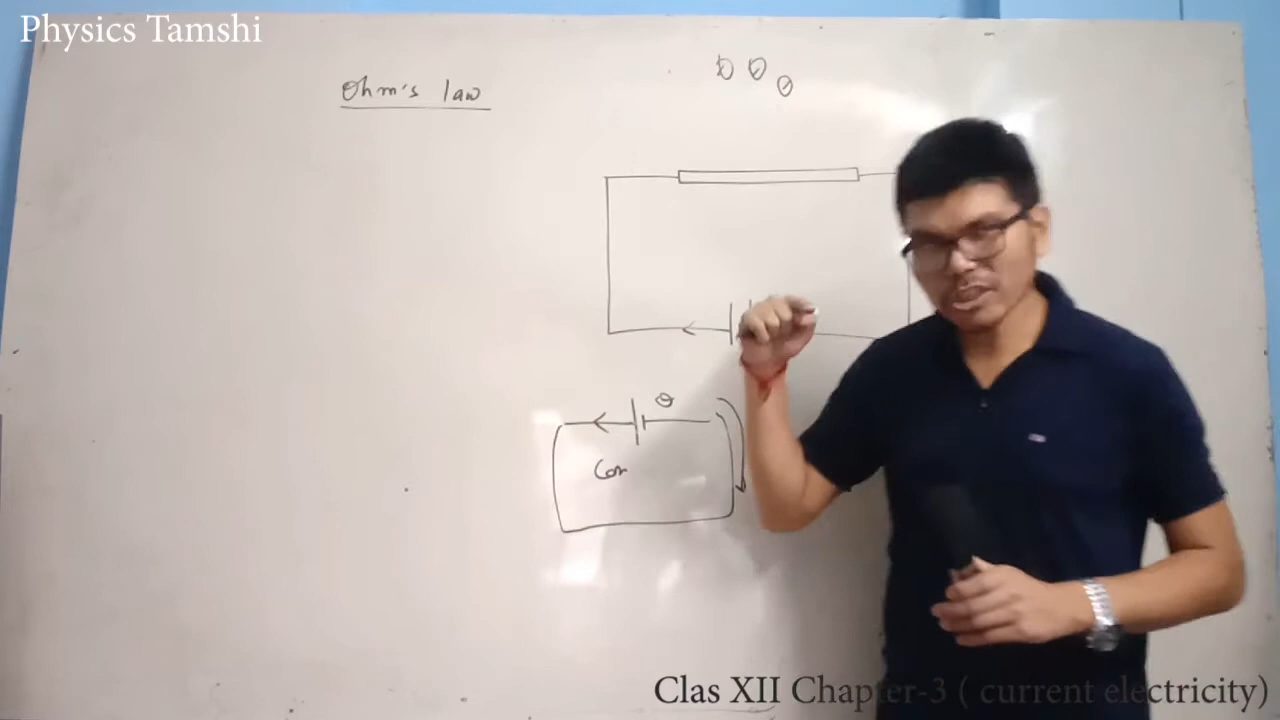 Physics Tamshi
Ohm's law
Con
Clas XII Chapter-3 ( current electricity)